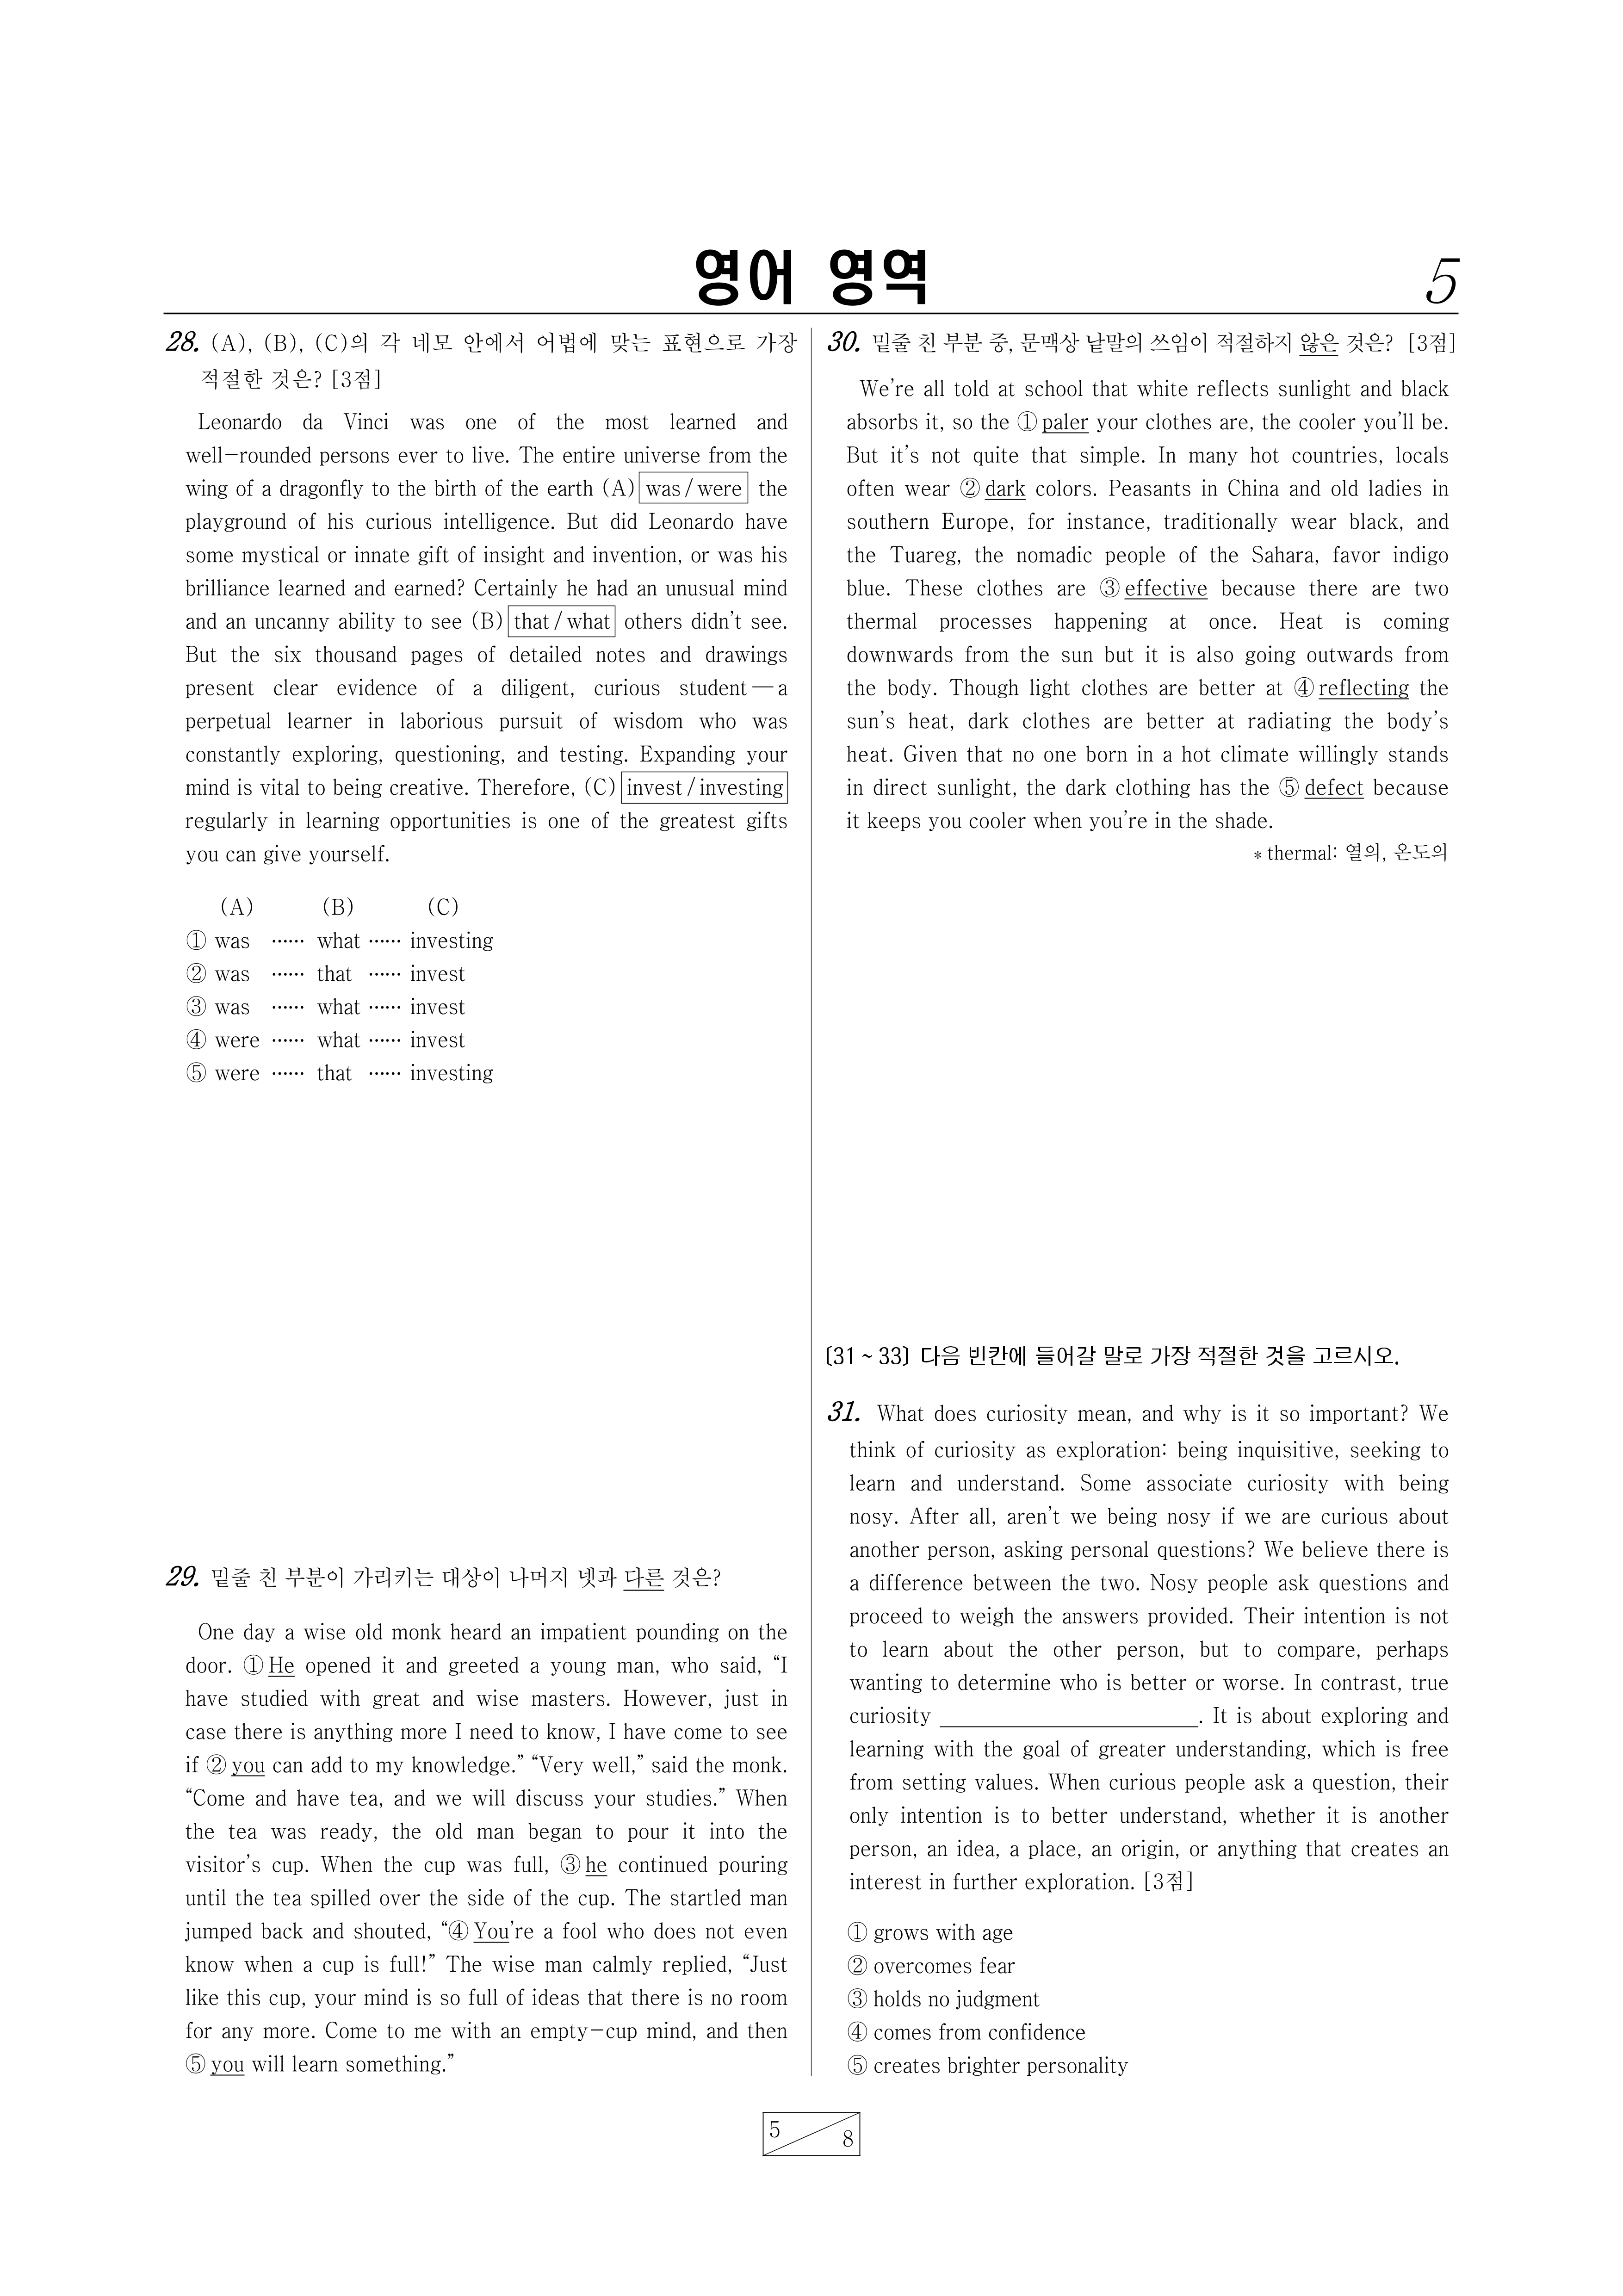 영어 영역
5
28. (A), (B), (C)의 각 네모 안에서 어법에 맞는 표현으로 가장
적절한 것은? [3점]
Leonardo da Vinci was one of the most learned and
well-rounded persons ever to live. The entire universe from the
wing of a dragonfly to the birth of the earth (A) was / were the
playground of his curious intelligence. But did Leonardo have
some mystical or innate gift of insight and invention, or was his
brilliance learned and earned? Certainly he had an unusual mind
and an uncanny ability to see (B) that / what others didn't see.
But the six thousand pages of detailed notes and drawings
present clear evidence of a diligent, curious student — a
perpetual learner in laborious pursuit of wisdom who was
constantly exploring, questioning, and testing. Expanding your
mind is vital to being creative. Therefore, (C) invest / investing
regularly in learning opportunities is one of the greatest gifts
you can give yourself.
(A) (B) (C)
① was …… what …… investing
② was …… that …… invest
③ was …… what …… invest
④ were …… what …… invest
⑤ were …… that …… investing
29. 밑줄 친 부분이 가리키는 대상이 나머지 넷과 다른 것은?
One day a wise old monk heard an impatient pounding on the
door. ① He opened it and greeted a young man, who said, “I
have studied with great and wise masters. However, just in
case there is anything more I need to know, I have come to see
if ② you can add to my knowledge.” “Very well,” said the monk.
“Come and have tea, and we will discuss your studies.” When
the tea was ready, the old man began to pour it into the
visitor's cup. When the cup was full, ③ he continued pouring
until the tea spilled over the side of the cup. The startled man
jumped back and shouted, “④ You're a fool who does not even
know when a cup is full!” The wise man calmly replied, “Just
like this cup, your mind is so full of ideas that there is no room
for any more. Come to me with an empty-cup mind, and then
⑤ you will learn something.”
30. 밑줄 친 부분 중, 문맥상 낱말의 쓰임이 적절하지 않은 것은? [3점]
We're all told at school that white reflects sunlight and black
absorbs it, so the ① paler your clothes are, the cooler you'll be.
But it's not quite that simple. In many hot countries, locals
often wear ② dark colors. Peasants in China and old ladies in
southern Europe, for instance, traditionally wear black, and
the Tuareg, the nomadic people of the Sahara, favor indigo
blue. These clothes are ③ effective because there are two
thermal processes happening at once. Heat is coming
downwards from the sun but it is also going outwards from
the body. Though light clothes are better at ④ reflecting the
sun's heat, dark clothes are better at radiating the body's
heat. Given that no one born in a hot climate willingly stands
in direct sunlight, the dark clothing has the ⑤ defect because
it keeps you cooler when you're in the shade.
* thermal: 열의, 온도의
[31 ~ 33] 다음 빈칸에 들어갈 말로 가장 적절한 것을 고르시오.
31. What does curiosity mean, and why is it so important? We
think of curiosity as exploration: being inquisitive, seeking to
learn and understand. Some associate curiosity with being
nosy. After all, aren't we being nosy if we are curious about
another person, asking personal questions? We believe there is
a difference between the two. Nosy people ask questions and
proceed to weigh the answers provided. Their intention is not
to learn about the other person, but to compare, perhaps
wanting to determine who is better or worse. In contrast, true
curiosity ____________________. It is about exploring and
learning with the goal of greater understanding, which is free
from setting values. When curious people ask a question, their
only intention is to better understand, whether it is another
person, an idea, a place, an origin, or anything that creates an
interest in further exploration. [3점]
① grows with age
② overcomes fear
③ holds no judgment
④ comes from confidence
⑤ creates brighter personality
5
8